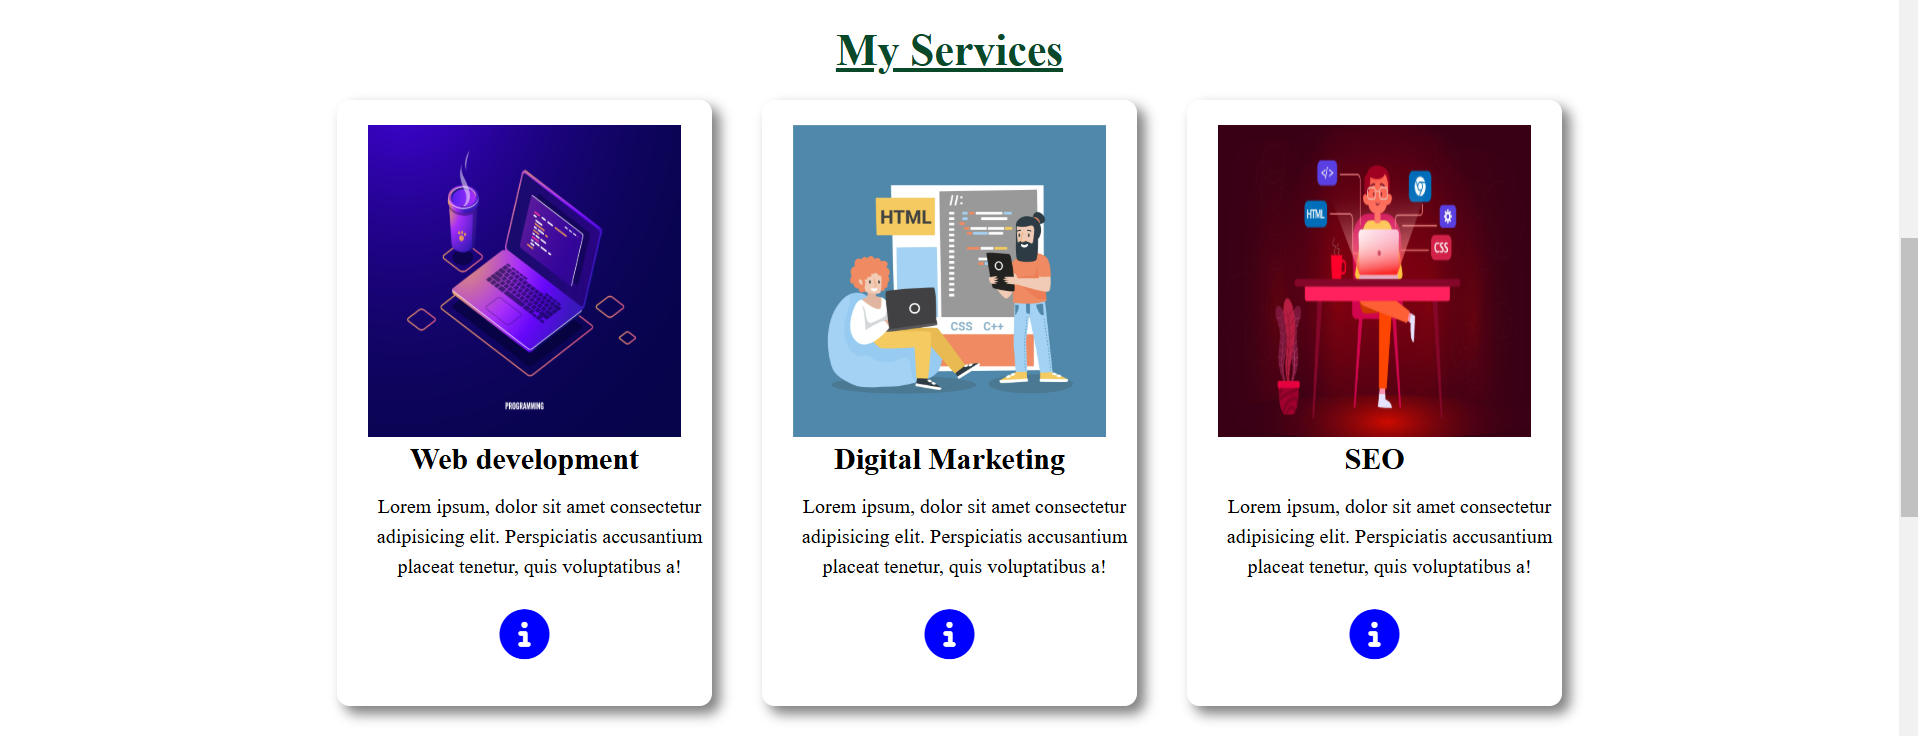 My Services
PROGRAMMING
Web development
Lorem ipsum, dolor sit amet consectetur
adipisicing elit. Perspiciatis accusantium
placeat tenetur, quis voluptatibus a!
i
//:
HTML
CSS C++
Digital Marketing
Lorem ipsum, dolor sit amet consectetur
adipisicing elit. Perspiciatis accusantium
placeat tenetur, quis voluptatibus a!
i
</>
HTML
CSS
SEO
Lorem ipsum, dolor sit amet consectetur
adipisicing elit. Perspiciatis accusantium
placeat tenetur, quis voluptatibus a!
i